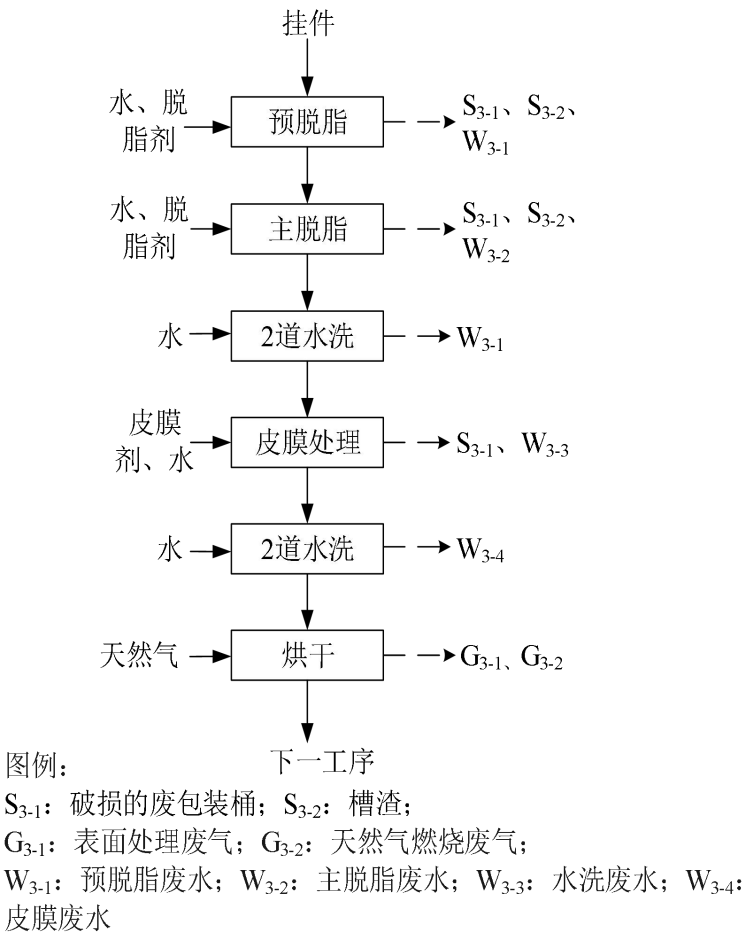 挂件
水、脱
脂剂
预脱脂
S3-1、S3-2、
W3-1
水、脱
脂剂
主脱脂
S3-1、S3-2、
W3-2
水
2道水洗
W3-1
皮膜
剂、水
皮膜处理
S3-1、W3-3
水
2道水洗
W3-4
天然气
烘干
G3-1、G3-2
下一工序
图例：
S3-1：破损的废包装桶；S3-2：槽渣；
G3-1：表面处理废气；G3-2：天然气燃烧废气；
W3-1：预脱脂废水；W3-2：主脱脂废水；W3-3：水洗废水；W3-4：
皮膜废水